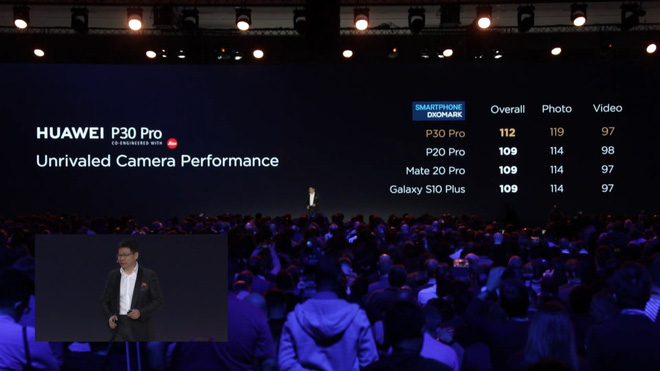 HUAWEI P30 Pro
CO-ENGINEERED WITH Leica
Unrivaled Camera Performance
SMARTPHONE
DXOMARK
Overall Photo Video
P30 Pro 112 119 97
P20 Pro 109 114 98
Mate 20 Pro 109 114 97
Galaxy S10 Plus 109 114 97